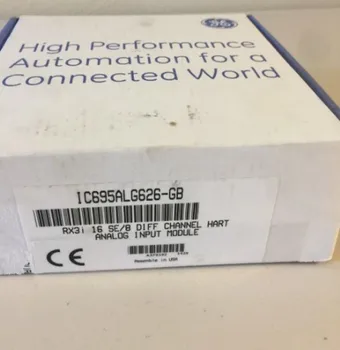 High Performance
Automation for a
Connected World
IC695ALG626-GB
RX3i 16 SE/8 DIFF CHANNEL HART
ANALOG INPUT MODULE
CE
Assemble in USA